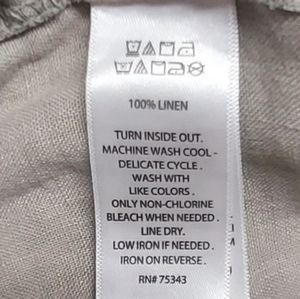 100% LINEN
TURN INSIDE OUT.
MACHINE WASH COOL -
DELICATE CYCLE .
WASH WITH
LIKE COLORS .
ONLY NON-CHLORINE
BLEACH WHEN NEEDED .
LINE DRY.
LOW IRON IF NEEDED .
IRON ON REVERSE .
RN# 75343